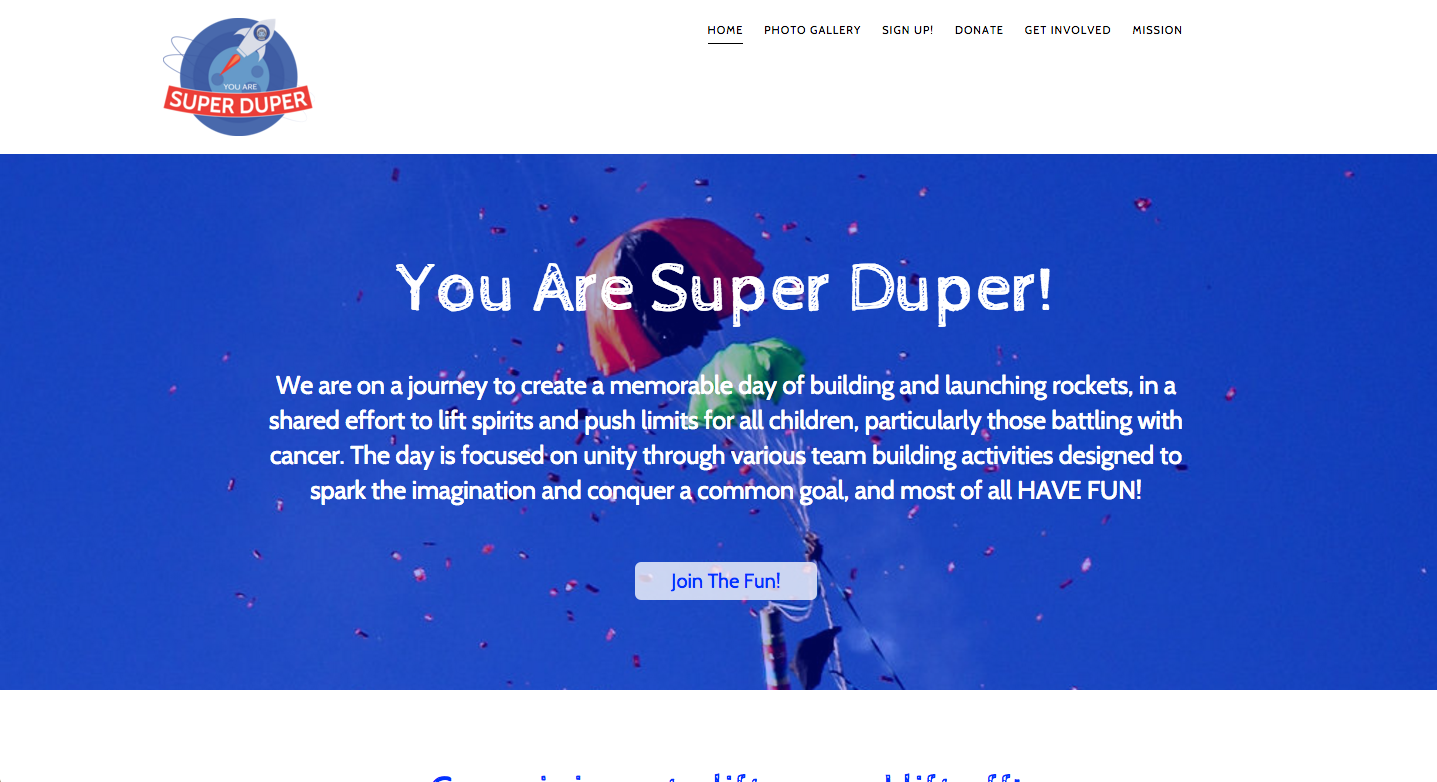 YOU ARE
SUPER DUPER
HOME PHOTO GALLERY SIGN UP! DONATE GET INVOLVED MISSION
You Are Super Duper!
We are on a journey to create a memorable day of building and launching rockets, in a
shared effort to lift spirits and push limits for all children, particularly those battling with
cancer. The day is focused on unity through various team building activities designed to
spark the imagination and conquer a common goal, and most of all HAVE FUN!
Join The Fun!